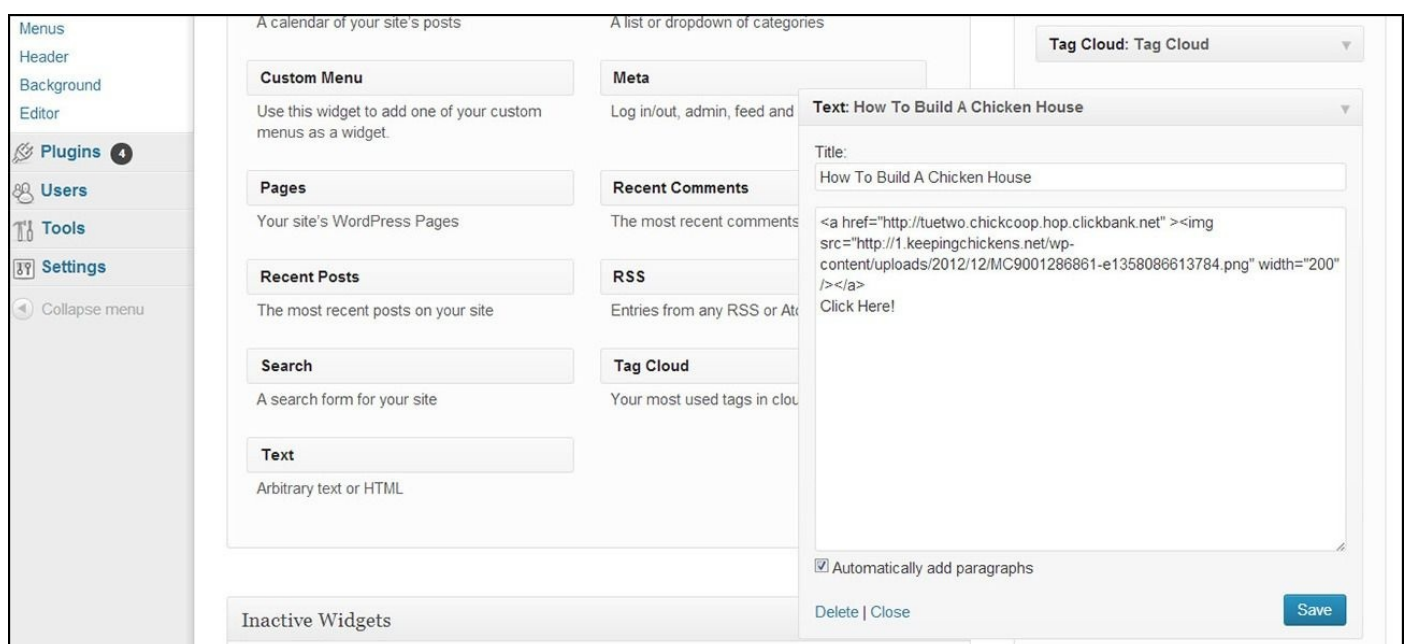 Menus
Header
Background
Editor
Plugins 4
Users
Tools
Settings
Collapse menu
A calendar of your site's posts
A list or dropdown of categories
Custom Menu
Meta
Use this widget to add one of your custom
menus as a widget.
Log in/out, admin, feed and
Pages
Recent Comments
Your site's WordPress Pages
The most recent comments
Recent Posts
RSS
The most recent posts on your site
Entries from any RSS or Ato
Search
Tag Cloud
A search form for your site
Your most used tags in clou
Text
Arbitrary text or HTML
Inactive Widgets
Tag Cloud: Tag Cloud
Text: How To Build A Chicken House
Title:
How To Build A Chicken House
<a href="http://tuetwo.chickcoop.hop.clickbank.net" ><img
src="http://1.keepingchickens.net/wp-
content/uploads/2012/12/MC9001286861-e1358086613784.png" width="200"
/></a>
Click Here!
Automatically add paragraphs
Delete | Close
Save